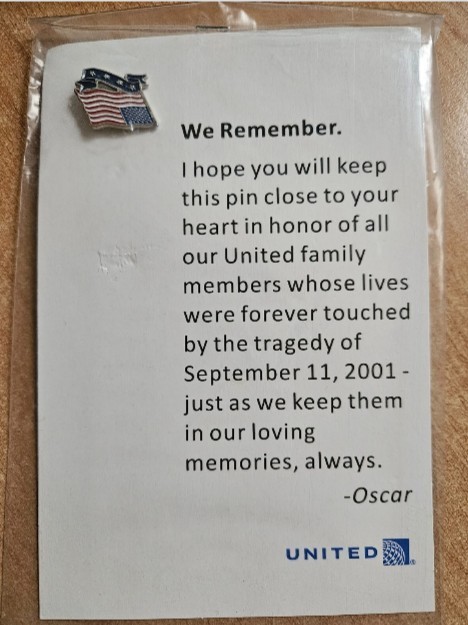 We Remember.
I hope you will keep
this pin close to your
heart in honor of all
our United family
members whose lives
were forever touched
by the tragedy of
September 11, 2001 -
just as we keep them
in our loving
memories, always.
-Oscar
UNITED